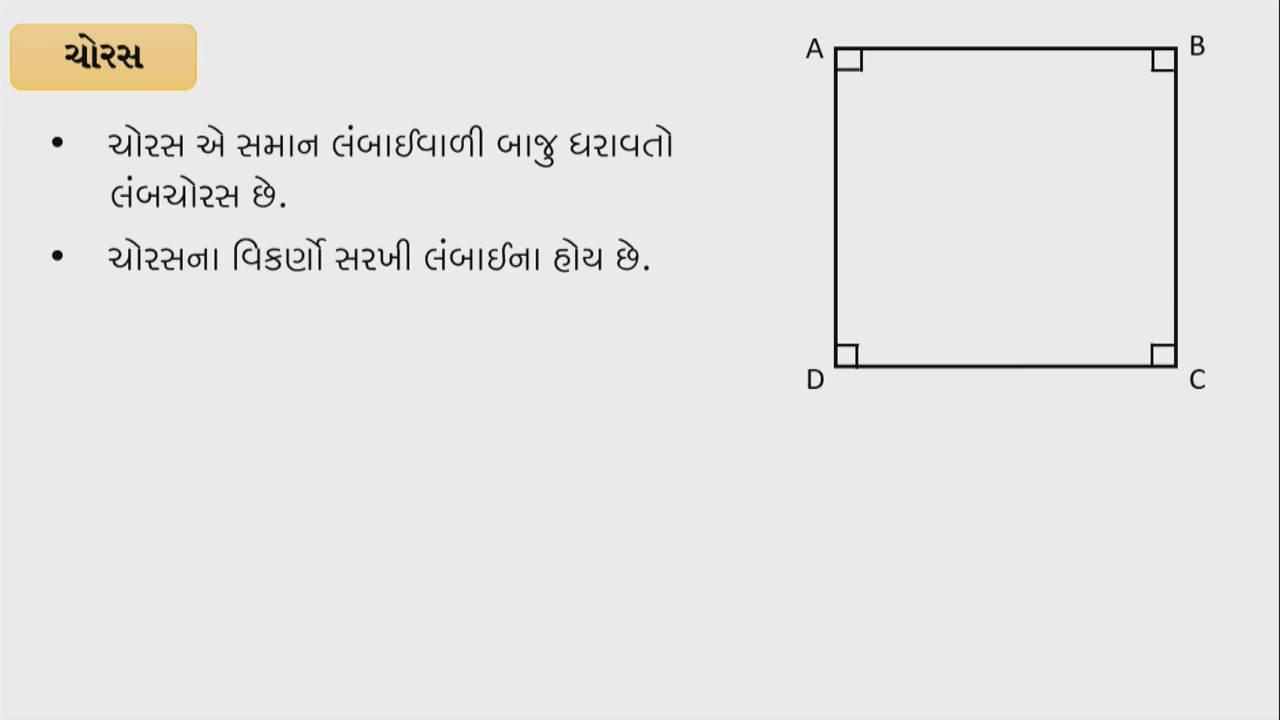 ચોરસ
• ચોરસ એ સમાન લંબાઈવાળી બાજુ ધરાવતો
લંબચોરસ છે.
• ચોરસના વિકર્ણો સરખી લંબાઈના હોય છે.
A
B
D
C